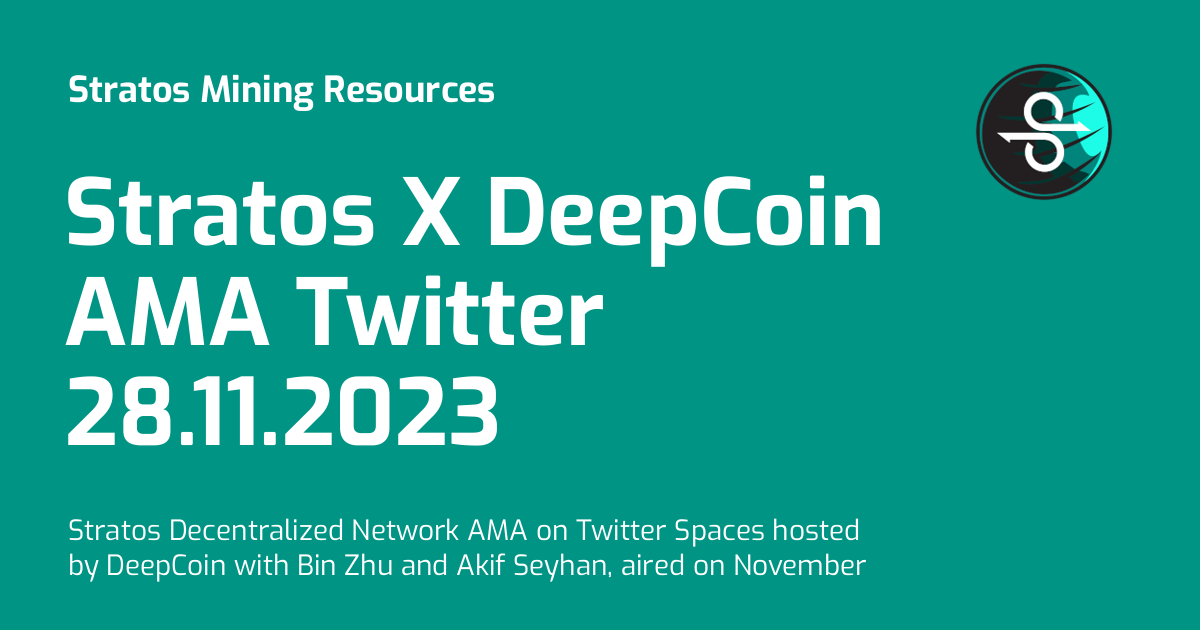 Stratos Mining Resources
Stratos X DeepCoin
AMA Twitter
28.11.2023
Stratos Decentralized Network AMA on Twitter Spaces hosted
by DeepCoin with Bin Zhu and Akif Seyhan, aired on November